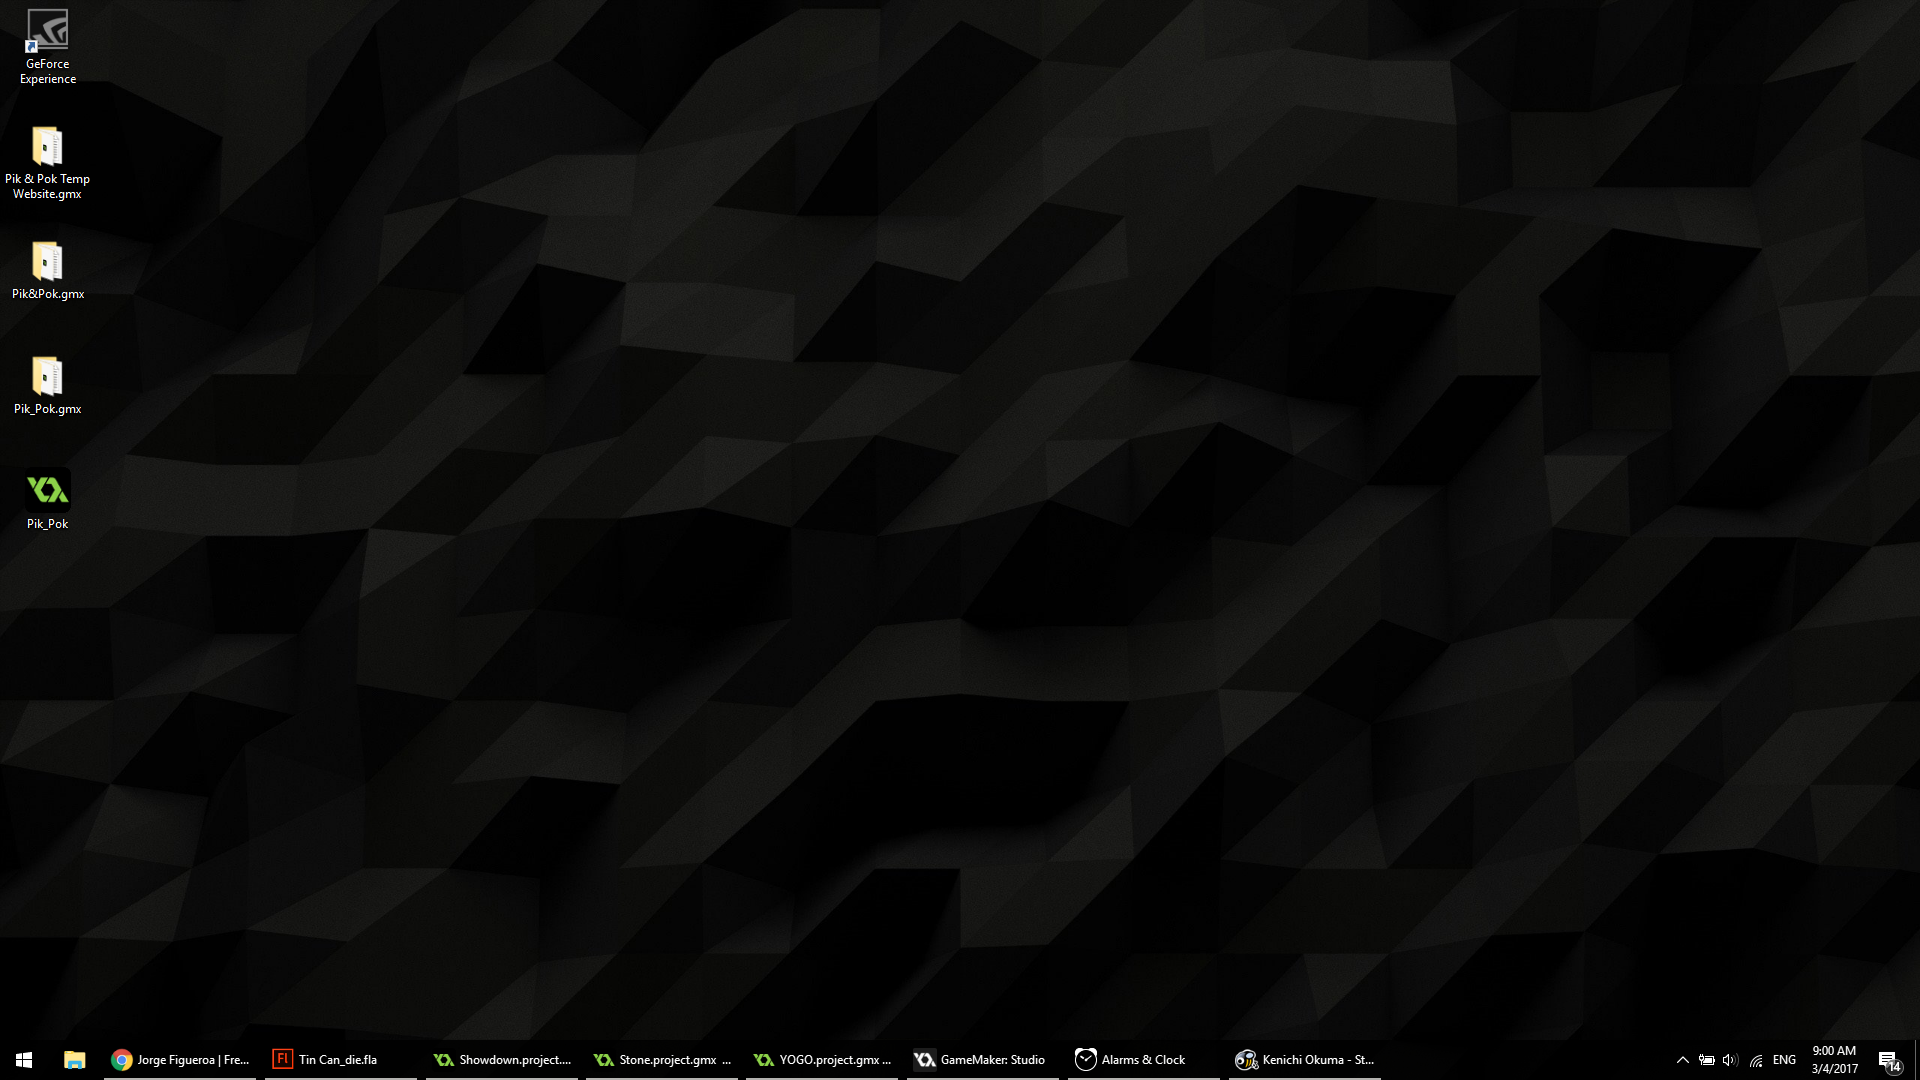 GeForce
Experience
Pik & Pok Temp
Website.gmx
Pik&Pok.gmx
Pik_Pok.gmx
Pik_Pok
Jorge Figueroa | Fre...
Fl
Tin Can_die.fla
Showdown.project....
Stone.project.gmx ...
YOGO.project.gmx ...
GameMaker: Studio
Alarms & Clock
Kenichi Okuma - St...
ENG
9:00 AM
3/4/2017
14